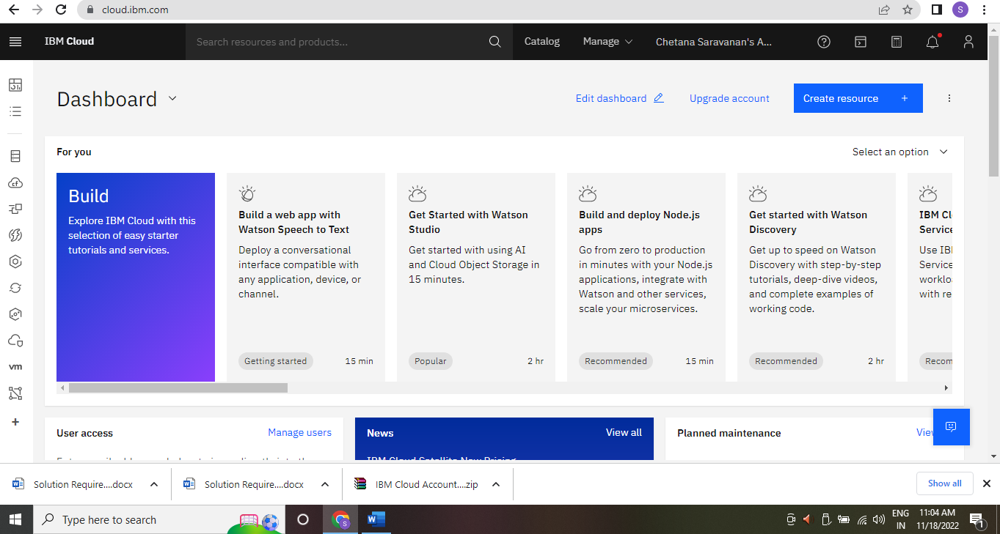 cloud.ibm.com
S
IBM Cloud
Search resources and products...
Catalog
Manage
Chetana Saravanan's A...
Dashboard
Edit dashboard
Upgrade account
Create resource +
For you
Select an option
Build
Explore IBM Cloud with this
selection of easy starter
tutorials and services.
Build a web app with
Watson Speech to Text
Deploy a conversational
interface compatible with
any application, device, or
channel.
Getting started
15 min
Get Started with Watson
Studio
Get started with using AI
and Cloud Object Storage in
15 minutes.
Popular
2 hr
Build and deploy Node.js
apps
Go from zero to production
in minutes with your Node.js
applications, integrate with
Watson and other services,
scale your microservices.
Recommended
15 min
Get started with Watson
Discovery
Get up to speed on Watson
Discovery with step-by-step
tutorials, deep-dive videos,
and complete examples of
working code.
Recommended
2 hr
IBM Cl
Service
Use IB
Service
worklo
with re
Recom
vm
User access
Manage users
News
View all
IBM Cloud Satellite New Pricing
Planned maintenance
Vie
Solution Require....docx
Solution Require....docx
IBM Cloud Account....zip
Show all
Type here to search
S
W
ENG
IN
11:04 AM
11/18/2022
1